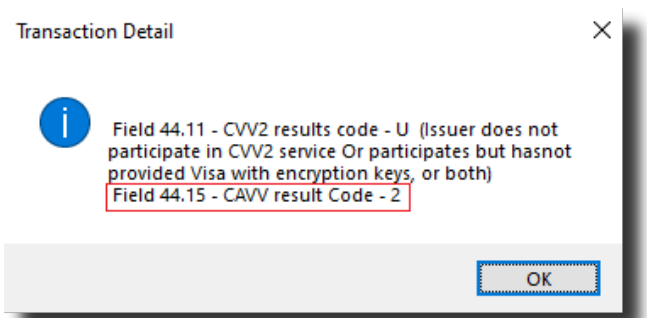 Transaction Detail
Field 44.11 - CVV2 results code - U (Issuer does not
participate in CVV2 service Or participates but hasnot
provided Visa with encryption keys, or both)
Field 44.15 - CAVV result Code - 2
OK